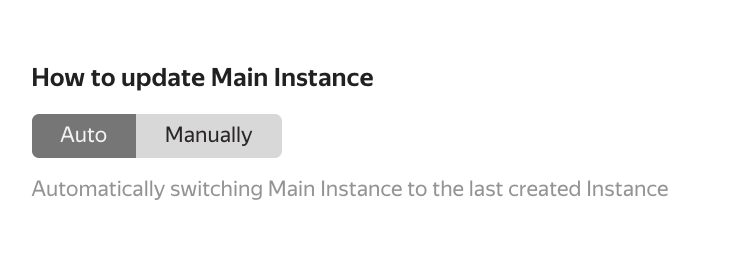 How to update Main Instance
Auto Manually
Automatically switching Main Instance to the last created Instance